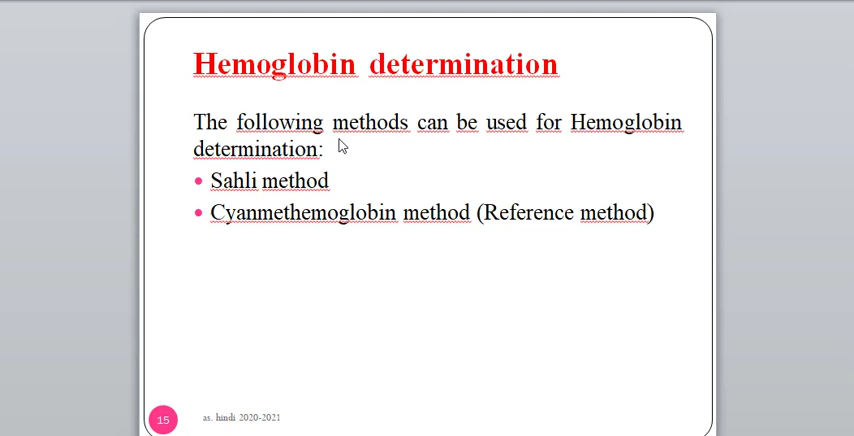 Hemoglobin determination
The following methods can be used for Hemoglobin
determination:
• Sahli method
• Cyanmethemoglobin method (Reference method)
15
as. hindi 2020-2021